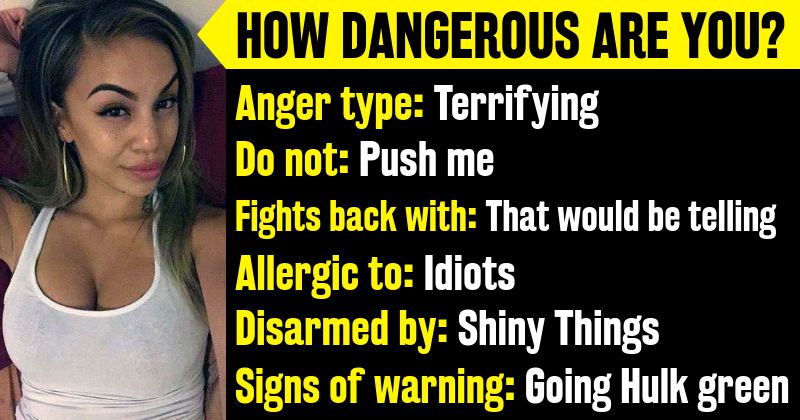 HOW DANGEROUS ARE YOU?
Anger type: Terrifying
Do not: Push me
Fights back with: That would be telling
Allergic to: Idiots
Disarmed by: Shiny Things
Signs of warning: Going Hulk green